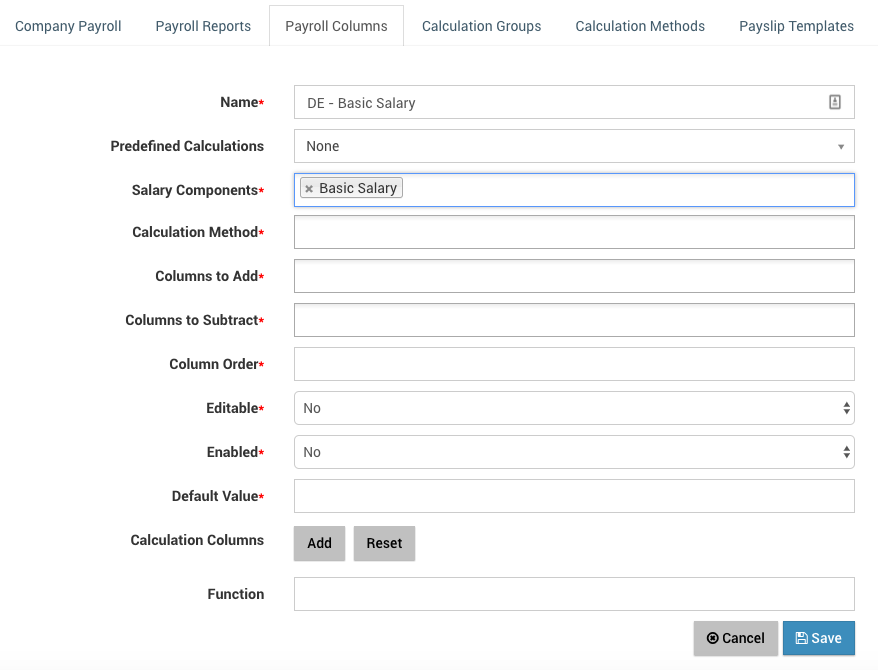 Company Payroll Payroll Reports Payroll Columns Calculation Groups Calculation Methods Payslip Templates
Name* DE - Basic Salary
Predefined Calculations None
Salary Components* × Basic Salary
Calculation Method*
Columns to Add*
Columns to Subtract*
Column Order*
Editable* No
Enabled* No
Default Value*
Calculation Columns Add Reset
Function
Cancel Save